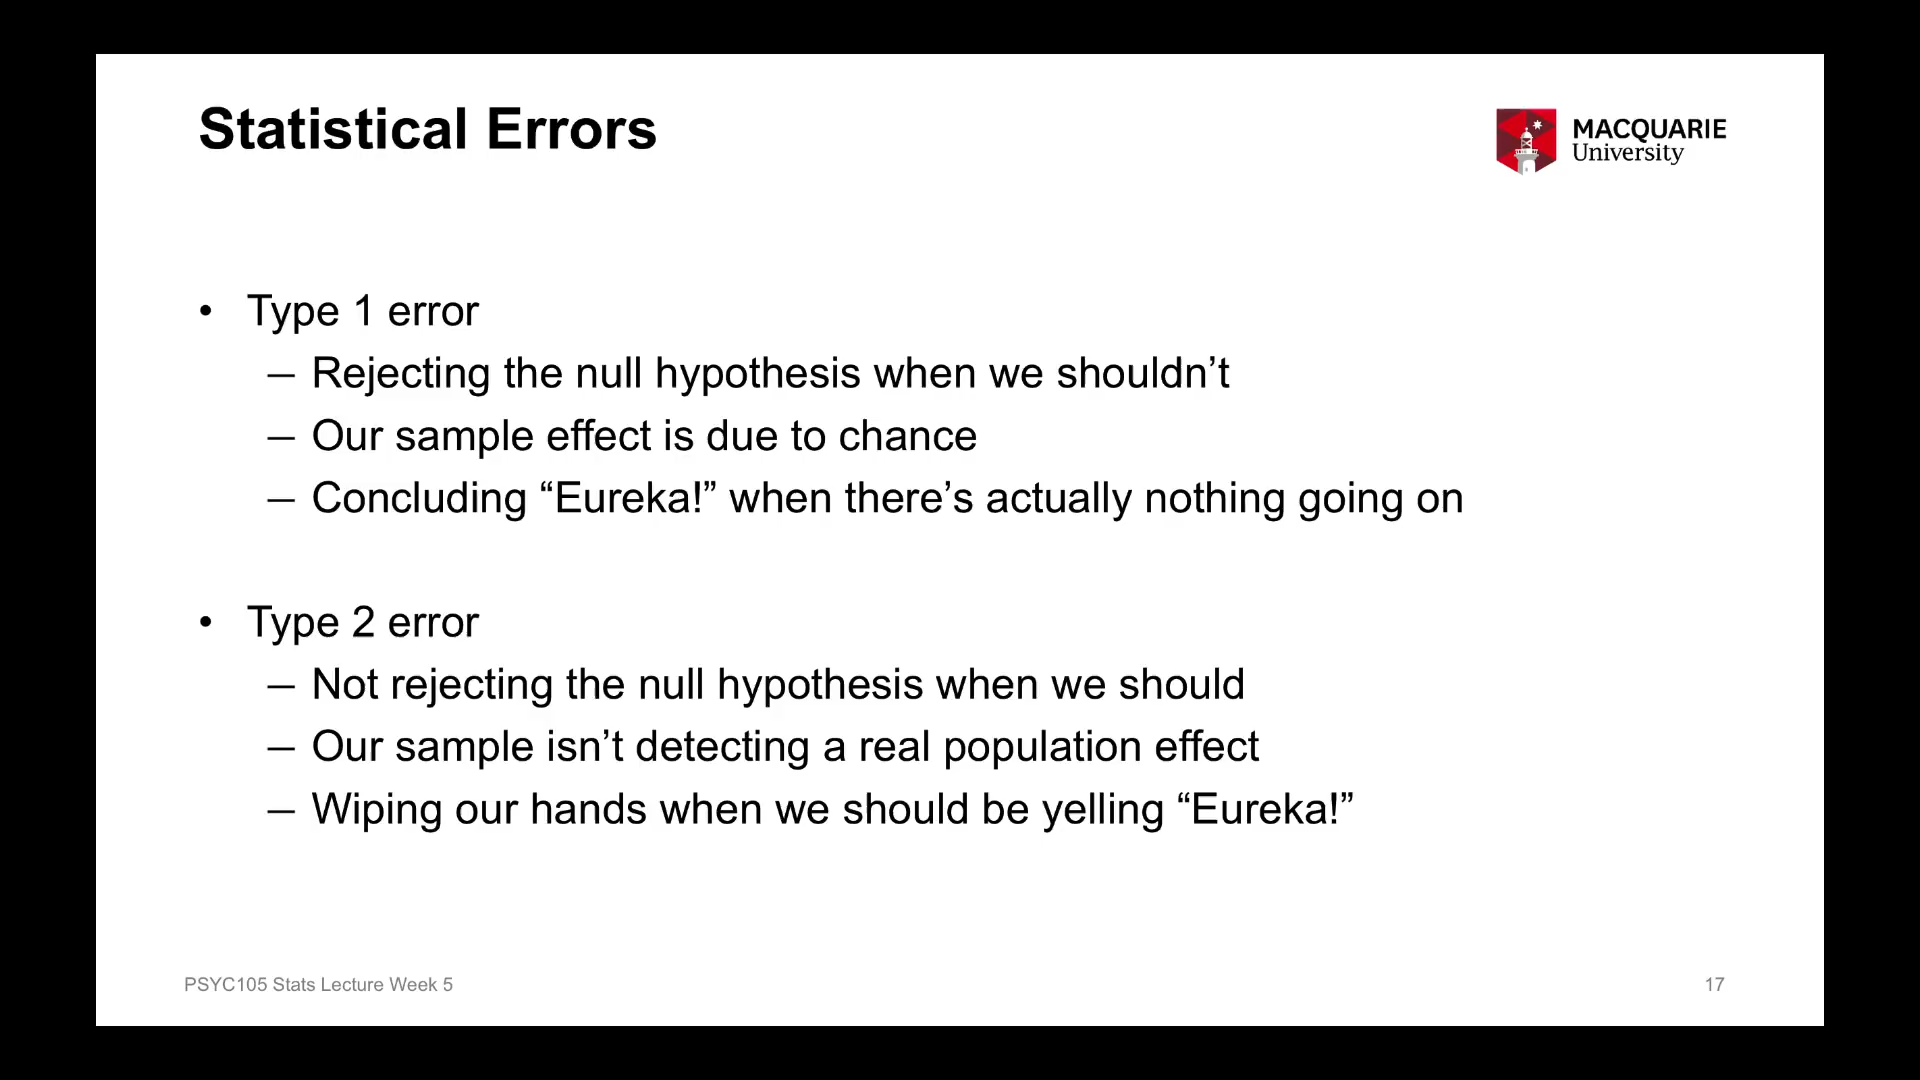 Statistical Errors
MACQUARIE
University
• Type 1 error
– Rejecting the null hypothesis when we shouldn’t
– Our sample effect is due to chance
– Concluding “Eureka!” when there’s actually nothing going on
• Type 2 error
– Not rejecting the null hypothesis when we should
– Our sample isn’t detecting a real population effect
– Wiping our hands when we should be yelling “Eureka!”
PSYC105 Stats Lecture Week 5
17